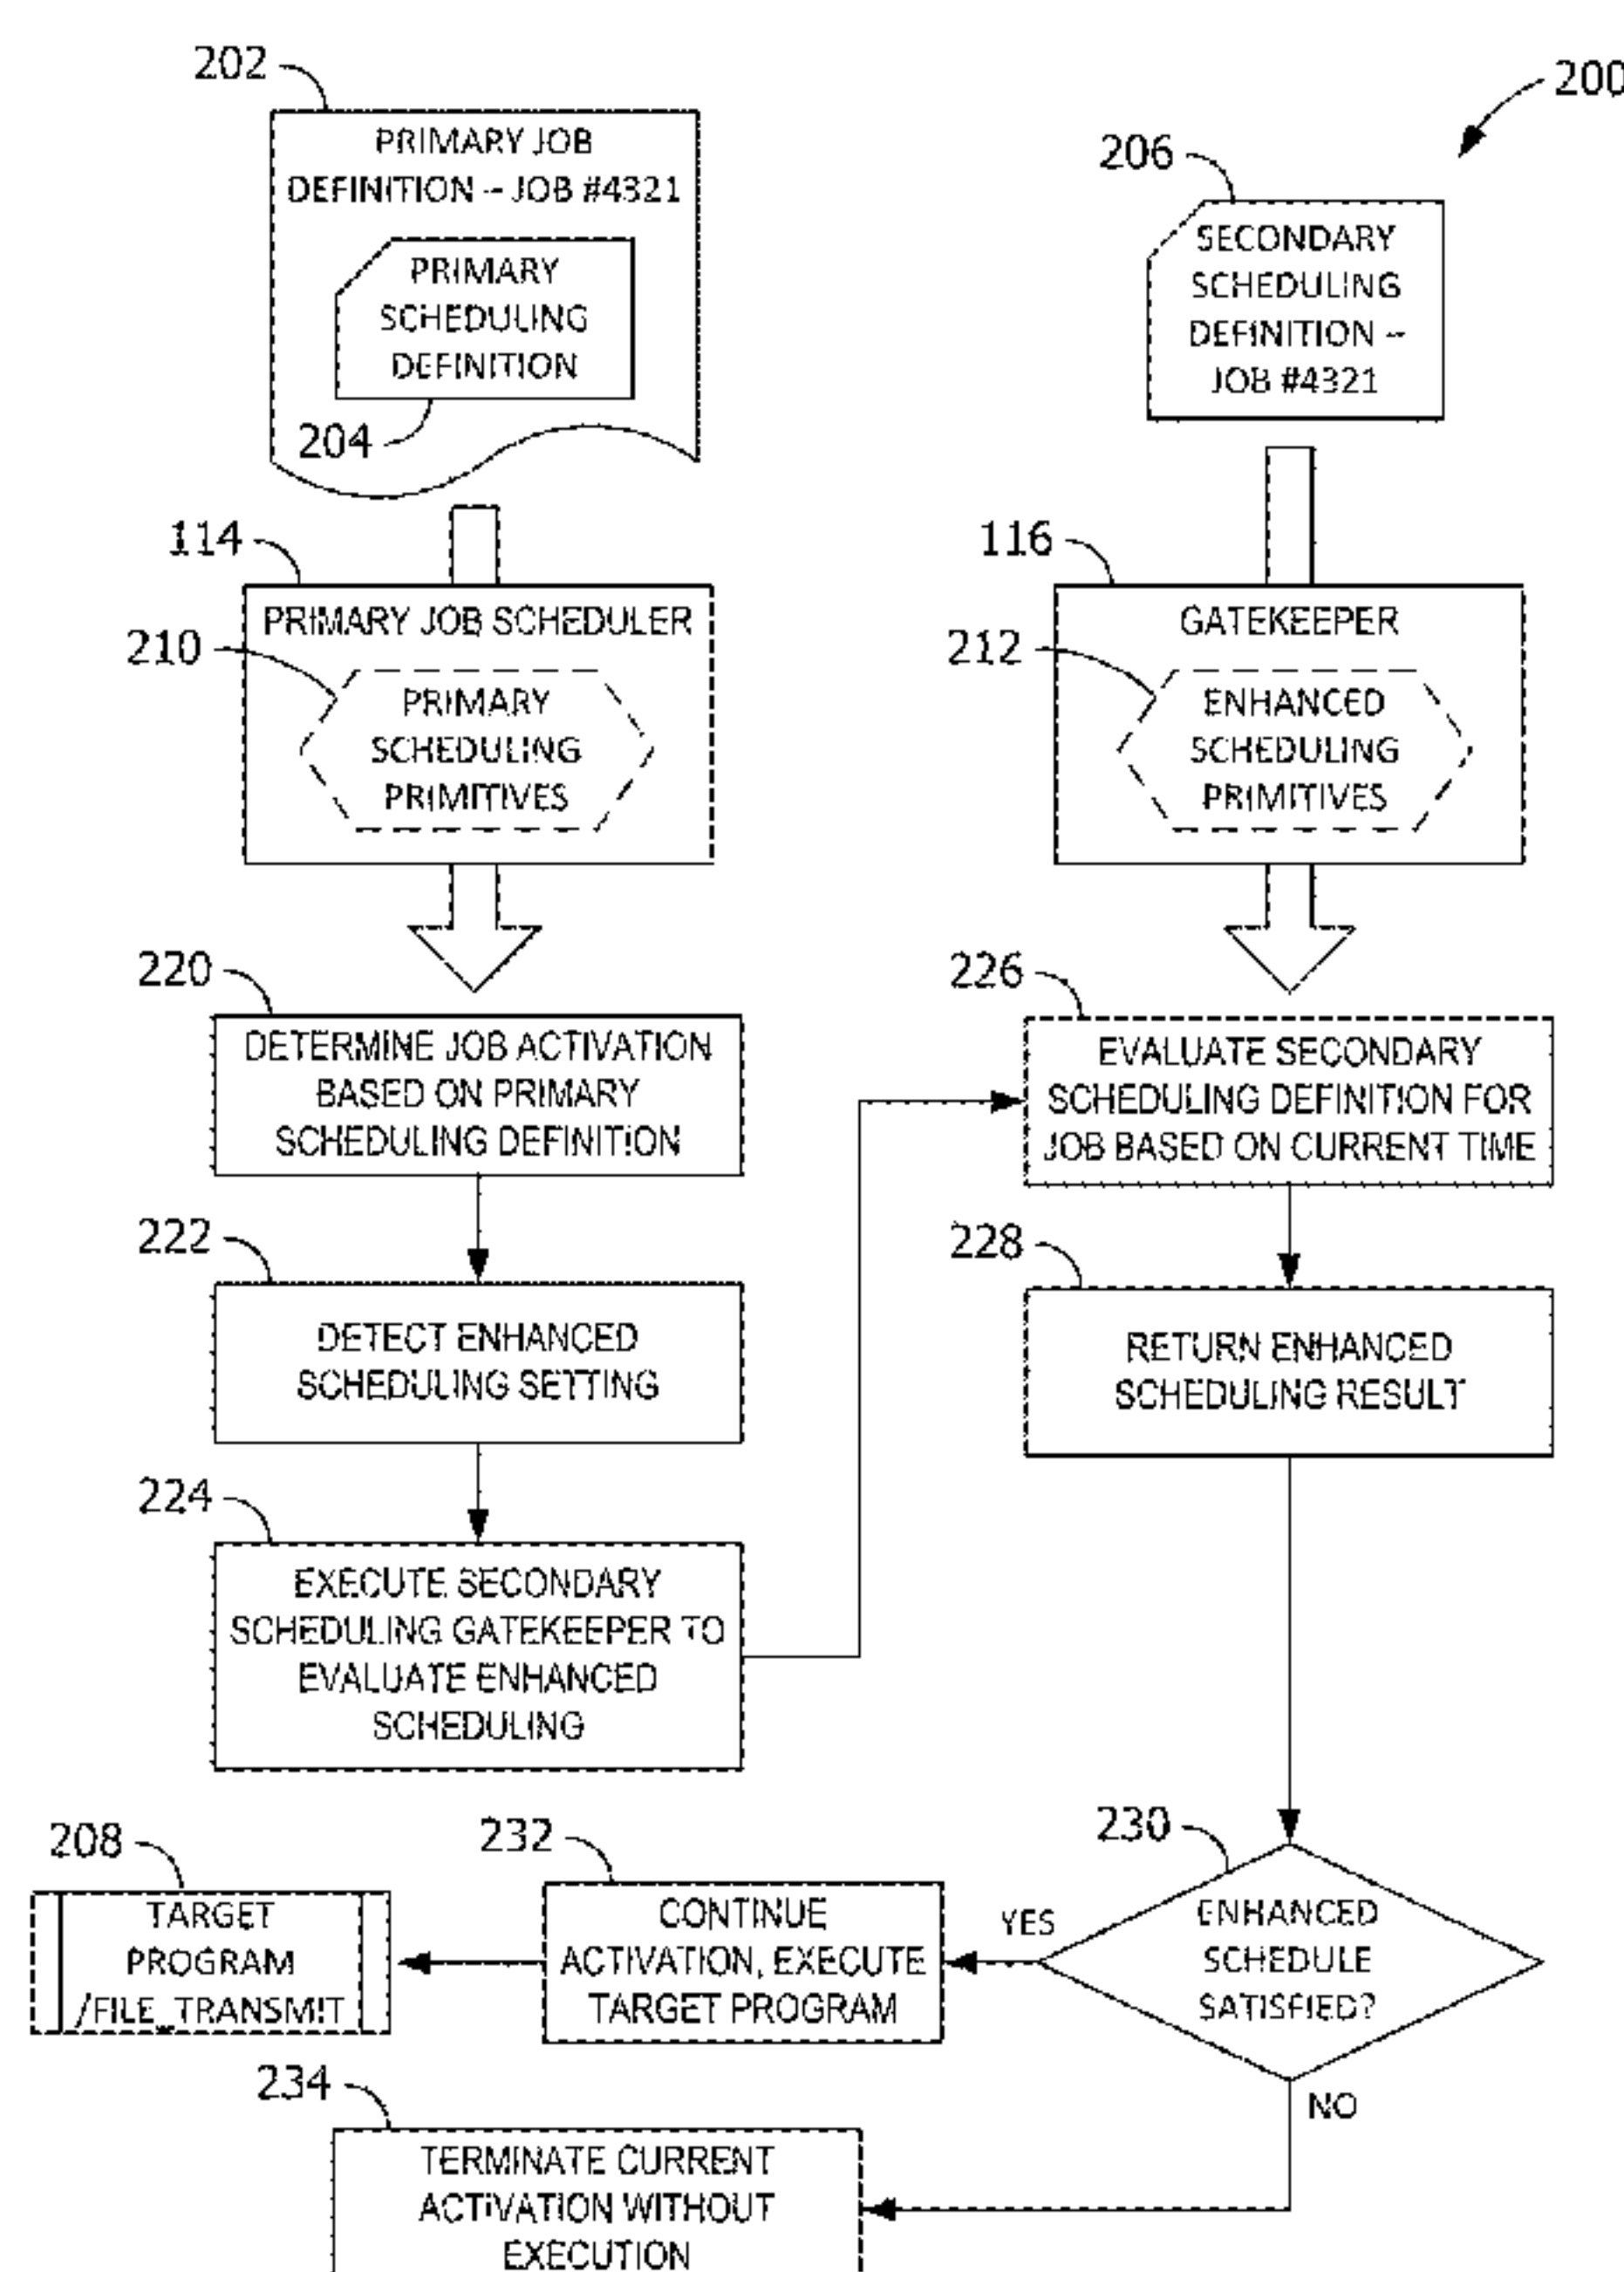 202
200
PRIMARY JOB
DEFINITION -- JOB #4321
206
SECONDARY
SCHEDULING
DEFINITION --
JOB #4321
PRIMARY
SCHEDULING
DEFINITION
204
114
PRIMARY JOB SCHEDULER
210
PRIMARY
SCHEDULING
PRIMITIVES
116
GATEKEEPER
212
ENHANCED
SCHEDULING
PRIMITIVES
220
DETERMINE JOB ACTIVATION
BASED ON PRIMARY
SCHEDULING DEFINITION
226
EVALUATE SECONDARY
SCHEDULING DEFINITION FOR
JOB BASED ON CURRENT TIME
222
DETECT ENHANCED
SCHEDULING SETTING
228
RETURN ENHANCED
SCHEDULING RESULT
224
EXECUTE SECONDARY
SCHEDULING GATEKEEPER TO
EVALUATE ENHANCED
SCHEDULING
230
ENHANCED
SCHEDULE
SATISFIED?
YES
232
CONTINUE
ACTIVATION, EXECUTE
TARGET PROGRAM
208
TARGET
PROGRAM
/FILE_TRANSMIT
NO
234
TERMINATE CURRENT
ACTIVATION WITHOUT
EXECUTION